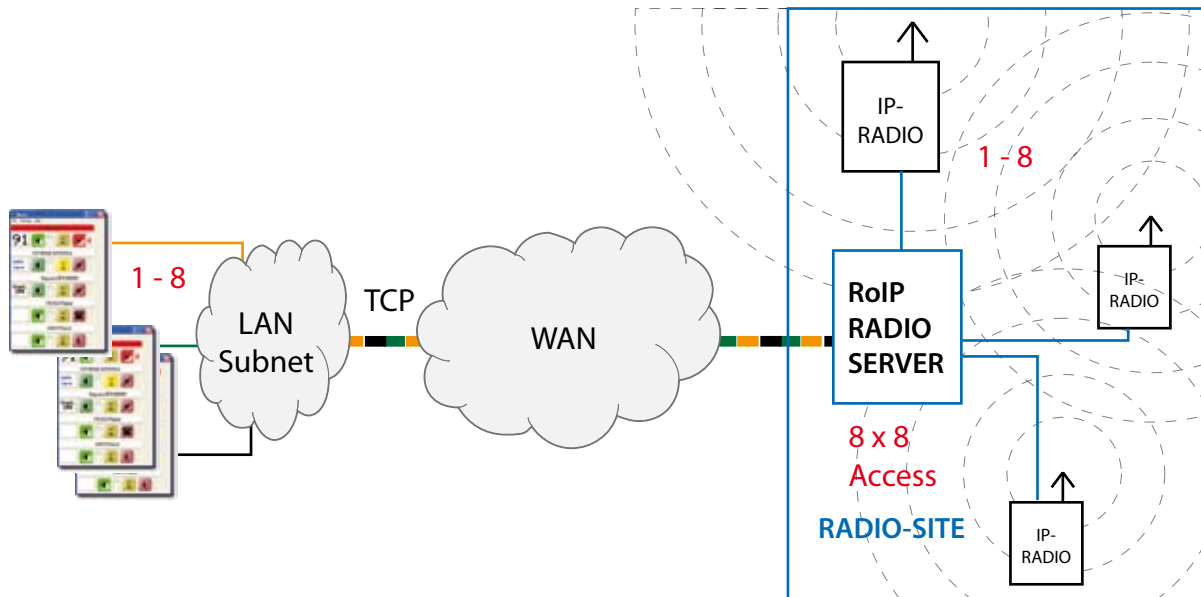 IP-
RADIO
1 - 8
91
1 - 8
LAN
Subnet
TCP
WAN
RoIP
RADIO
SERVER
IP-
RADIO
8 x 8
Access
RADIO-SITE
IP-
RADIO